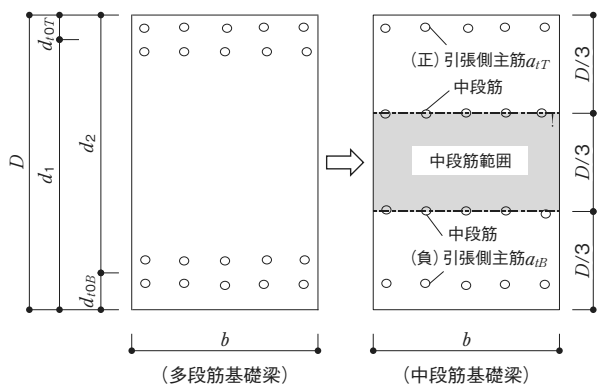 D
d_{t0T}
d_1
d_2
d_{t0B}
b
(多段筋基礎梁)
(正)引張側主筋a_{tT}
中段筋
中段筋範囲
中段筋
(負)引張側主筋a_{tB}
D/3
D/3
D/3
b
(中段筋基礎梁)